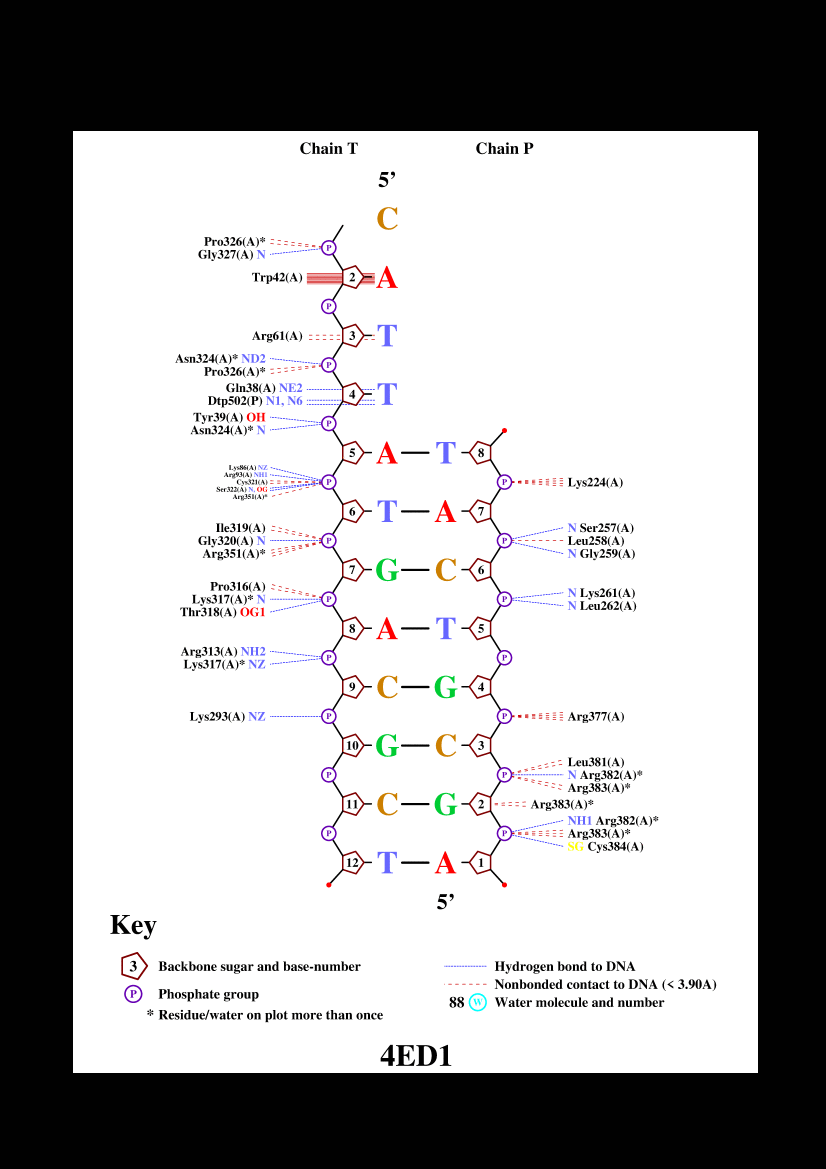 Chain T Chain P
5’
C
P
Pro326(A)*
Gly327(A) N
Trp42(A) 2 A
P
Arg61(A) 3 T
Asn324(A)* ND2
P
Pro326(A)*
Gln38(A) NE2
4 T
Dtp502(P) N1, N6
Tyr39(A) OH
P
Asn324(A)* N
5 A T 8
Lys86(A) NZ
Arg93(A) NH1
Cys321(A) P P Lys224(A)
Ser322(A) N, OG
Arg351(A)*
6 T A 7
Ile319(A) N Ser257(A)
Gly320(A) N P P Leu258(A)
Arg351(A)* N Gly259(A)
7 G C 6
Pro316(A) N Lys261(A)
Lys317(A)* N P P
Thr318(A) OG1 N Leu262(A)
8 A T 5
Arg313(A) NH2
P P
Lys317(A)* NZ
9 C G 4
Lys293(A) NZ P P Arg377(A)
10 G C 3
Leu381(A)
P P N Arg382(A)*
Arg383(A)*
11 C G 2 Arg383(A)*
NH1 Arg382(A)*
P P Arg383(A)*
SG Cys384(A)
12 T A 1
5’
Key
3 Backbone sugar and base-number
P Phosphate group
* Residue/water on plot more than once
Hydrogen bond to DNA
Nonbonded contact to DNA (< 3.90A)
88 W Water molecule and number
4ED1